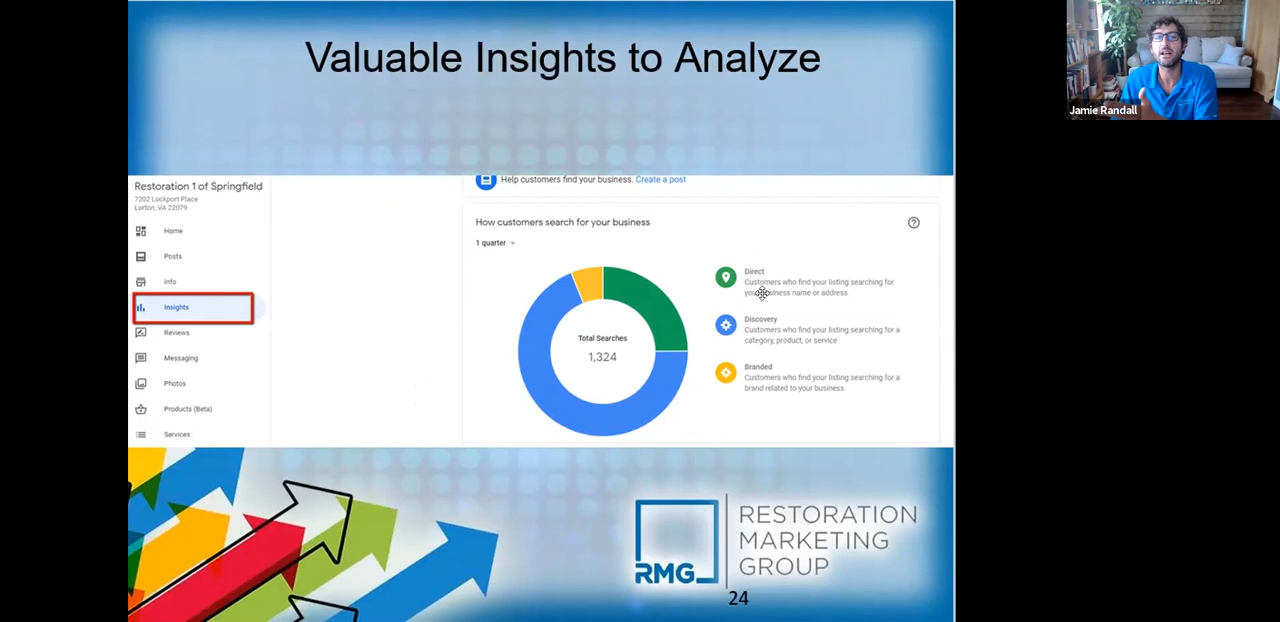 Valuable Insights to Analyze
Jamie Randall
Restoration 1 of Springfield
7202 Lockport Place
Lorton, VA 22079
Home
Posts
Info
Insights
Reviews
Messaging
Photos
Products (Beta)
Services
Help customers find your business. Create a post
How customers search for your business
1 quarter
Total Searches
1,324
Direct
Customers who find your listing searching for
your business name or address
Discovery
Customers who find your listing searching for a
category, product, or service
Branded
Customers who find your listing searching for a
brand related to your business
RMG
RESTORATION
MARKETING
GROUP
24